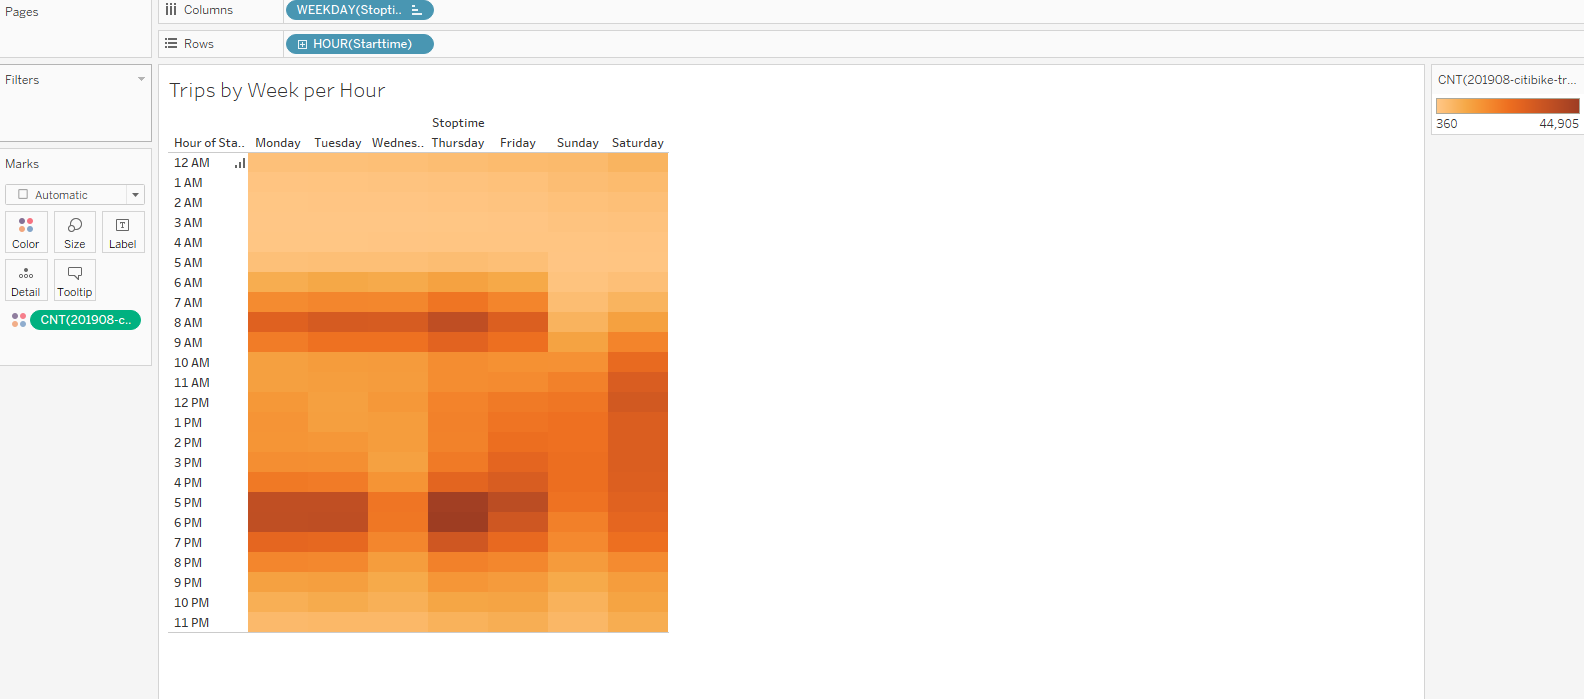 Pages
Columns
WEEKDAY(Stopti..
Rows
HOUR(Starttime)
Filters
Marks
Automatic
Color Size Label
Detail Tooltip
CNT(201908-c..
Trips by Week per Hour
Stoptime
Hour of Sta.. Monday Tuesday Wednes.. Thursday Friday Sunday Saturday
12 AM
1 AM
2 AM
3 AM
4 AM
5 AM
6 AM
7 AM
8 AM
9 AM
10 AM
11 AM
12 PM
1 PM
2 PM
3 PM
4 PM
5 PM
6 PM
7 PM
8 PM
9 PM
10 PM
11 PM
CNT(201908-citibike-tr...
360 44,905